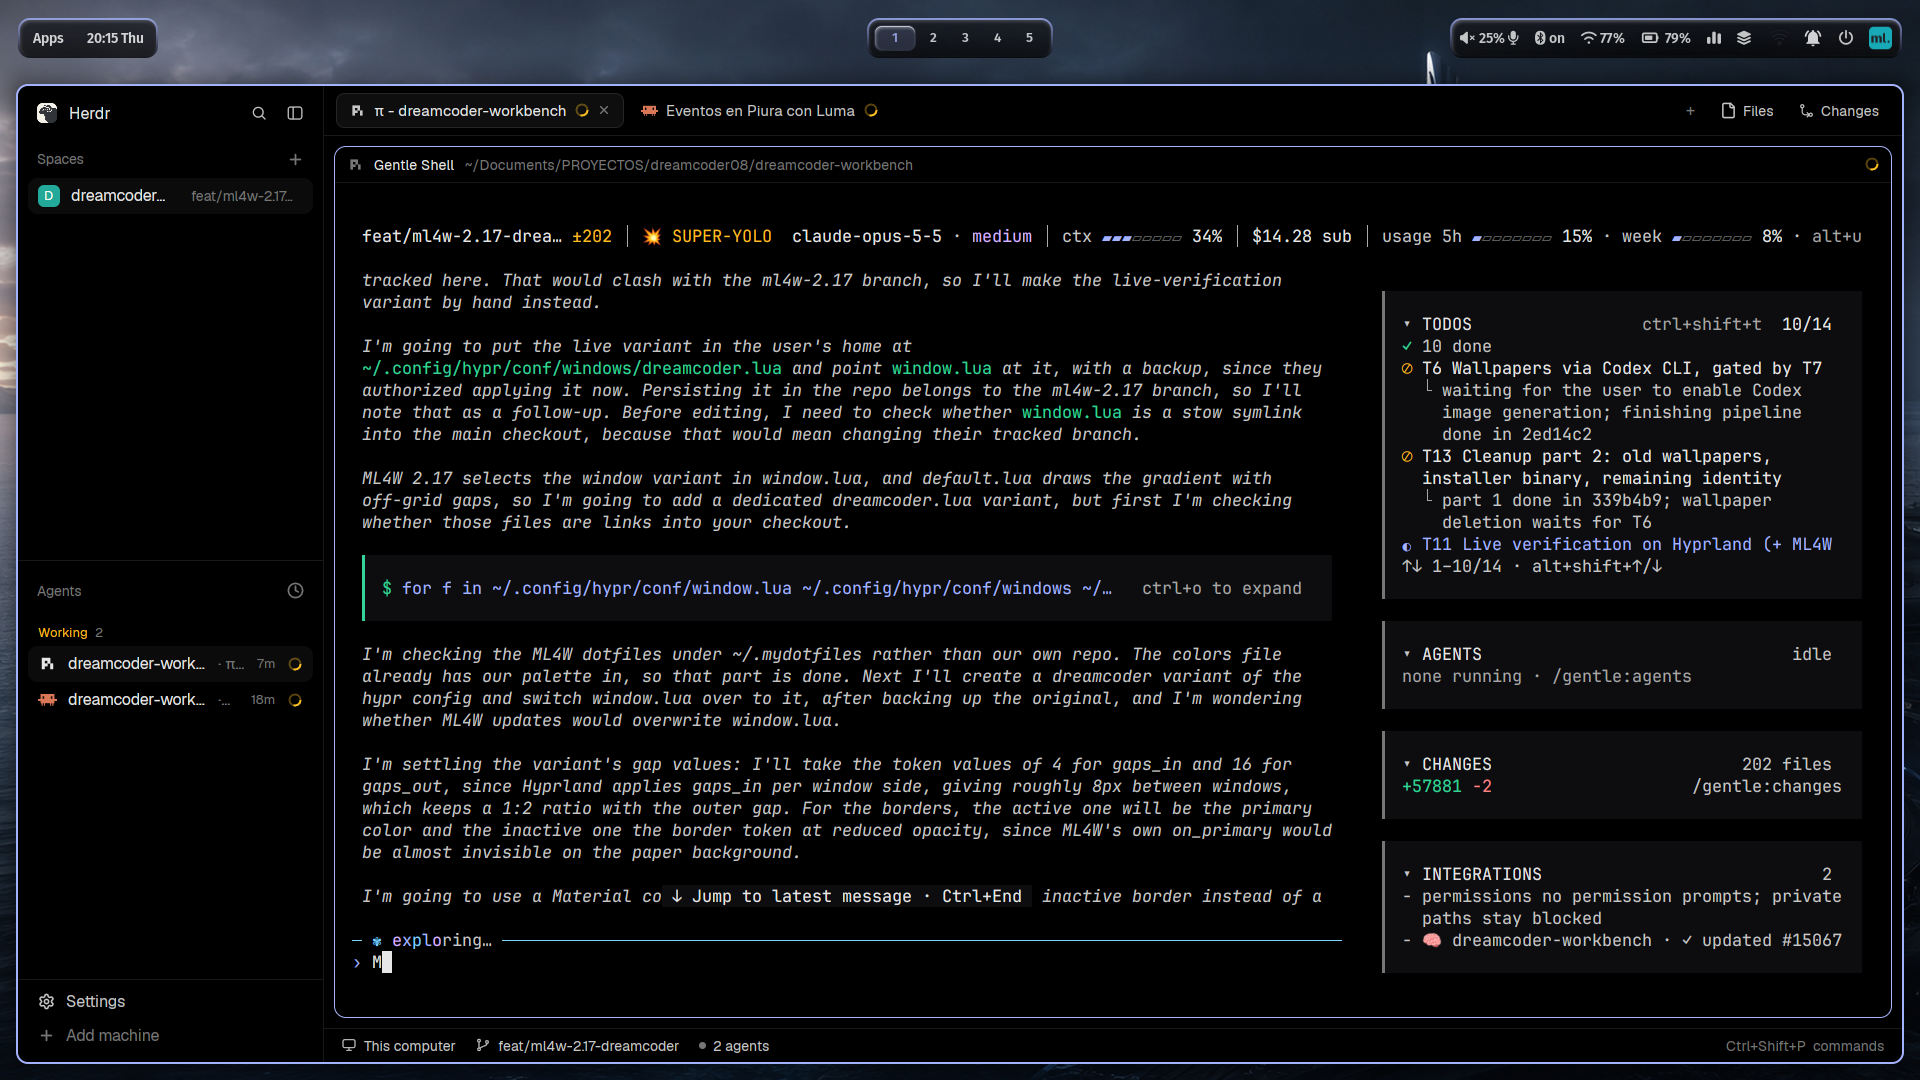 Apps 20:15 Thu
1 2 3 4 5
25% on 77% 79% ml.
Herdr
Spaces
D dreamcoder... feat/ml4w-2.17...
Agents
Working 2
dreamcoder-work... · π... 7m
dreamcoder-work... ·... 18m
Settings
Add machine
π - dreamcoder-workbench
Eventos en Piura con Luma
Files
Changes
Gentle Shell ~/Documents/PROYECTOS/dreamcoder08/dreamcoder-workbench
feat/ml4w-2.17-drea… ±202 │ 💥 SUPER-YOLO claude-opus-5-5 · medium │ ctx 34% │ $14.28 sub │ usage 5h 15% · week 8% · alt+u
tracked here. That would clash with the ml4w-2.17 branch, so I'll make the live-verification
variant by hand instead.
I'm going to put the live variant in the user's home at
~/.config/hypr/conf/windows/dreamcoder.lua and point window.lua at it, with a backup, since they
authorized applying it now. Persisting it in the repo belongs to the ml4w-2.17 branch, so I'll
note that as a follow-up. Before editing, I need to check whether window.lua is a stow symlink
into the main checkout, because that would mean changing their tracked branch.
ML4W 2.17 selects the window variant in window.lua, and default.lua draws the gradient with
off-grid gaps, so I'm going to add a dedicated dreamcoder.lua variant, but first I'm checking
whether those files are links into your checkout.
$ for f in ~/.config/hypr/conf/window.lua ~/.config/hypr/conf/windows ~/… ctrl+o to expand
I'm checking the ML4W dotfiles under ~/.mydotfiles rather than our own repo. The colors file
already has our palette in, so that part is done. Next I'll create a dreamcoder variant of the
hypr config and switch window.lua over to it, after backing up the original, and I'm wondering
whether ML4W updates would overwrite window.lua.
I'm settling the variant's gap values: I'll take the token values of 4 for gaps_in and 16 for
gaps_out, since Hyprland applies gaps_in per window side, giving roughly 8px between windows,
which keeps a 1:2 ratio with the outer gap. For the borders, the active one will be the primary
color and the inactive one the border token at reduced opacity, since ML4W's own on_primary would
be almost invisible on the paper background.
I'm going to use a Material co ↓ Jump to latest message · Ctrl+End inactive border instead of a
exploring…
› M
▾ TODOS ctrl+shift+t 10/14
✓ 10 done
T6 Wallpapers via Codex CLI, gated by T7
└ waiting for the user to enable Codex
image generation; finishing pipeline
done in 2ed14c2
T13 Cleanup part 2: old wallpapers,
installer binary, remaining identity
└ part 1 done in 339b4b9; wallpaper
deletion waits for T6
T11 Live verification on Hyprland (+ ML4W
↑↓ 1–10/14 · alt+shift+↑/↓
▾ AGENTS idle
none running · /gentle:agents
▾ CHANGES 202 files
+57881 -2 /gentle:changes
▾ INTEGRATIONS 2
- permissions no permission prompts; private
paths stay blocked
- 🧠 dreamcoder-workbench · ✓ updated #15067
This computer feat/ml4w-2.17-dreamcoder 2 agents
Ctrl+Shift+P commands